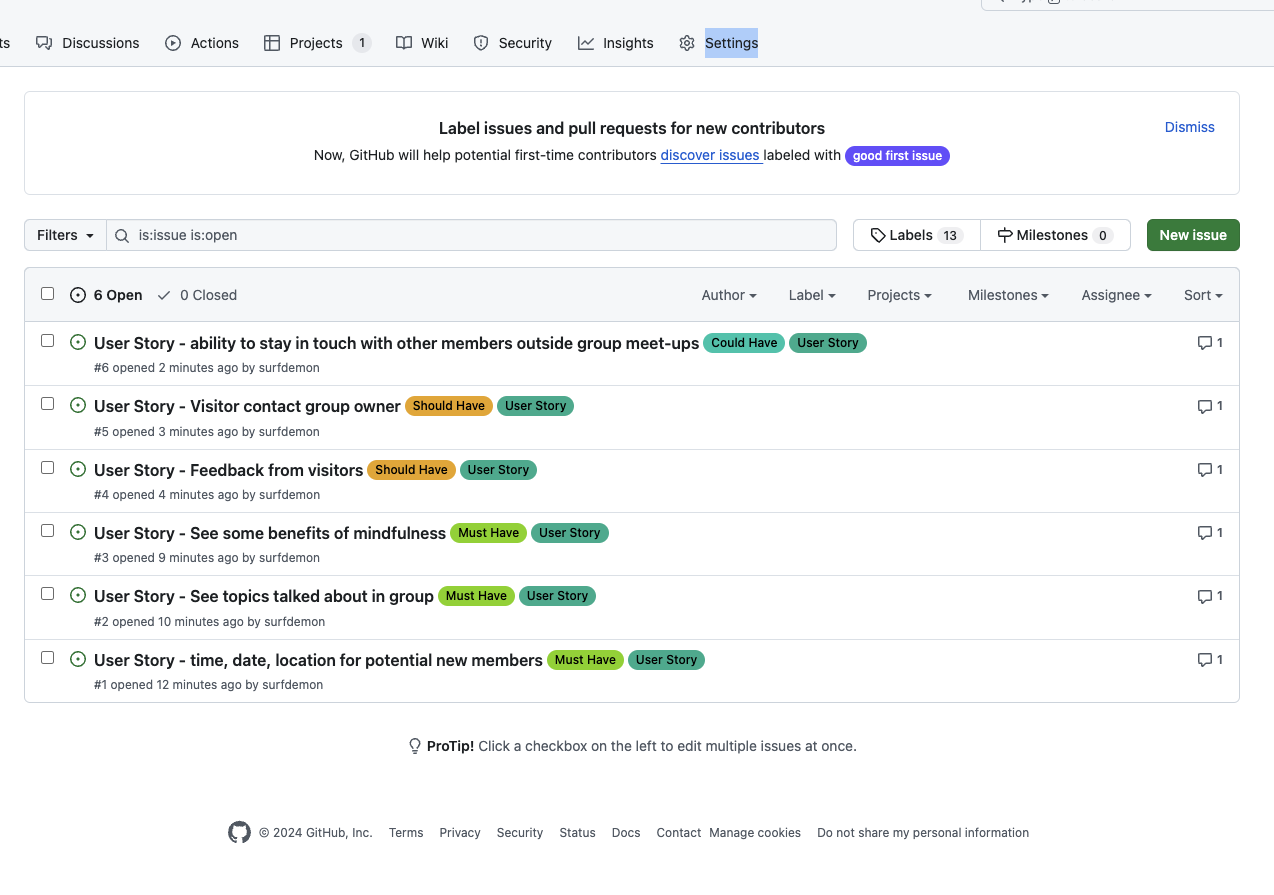 ts Discussions Actions Projects 1 Wiki Security Insights Settings
Label issues and pull requests for new contributors
Dismiss
Now, GitHub will help potential first-time contributors discover issues labeled with good first issue
Filters is:issue is:open Labels 13 Milestones 0 New issue
6 Open 0 Closed Author Label Projects Milestones Assignee Sort
User Story - ability to stay in touch with other members outside group meet-ups Could Have User Story 1
#6 opened 2 minutes ago by surfdemon
User Story - Visitor contact group owner Should Have User Story 1
#5 opened 3 minutes ago by surfdemon
User Story - Feedback from visitors Should Have User Story 1
#4 opened 4 minutes ago by surfdemon
User Story - See some benefits of mindfulness Must Have User Story 1
#3 opened 9 minutes ago by surfdemon
User Story - See topics talked about in group Must Have User Story 1
#2 opened 10 minutes ago by surfdemon
User Story - time, date, location for potential new members Must Have User Story 1
#1 opened 12 minutes ago by surfdemon
ProTip! Click a checkbox on the left to edit multiple issues at once.
© 2024 GitHub, Inc. Terms Privacy Security Status Docs Contact Manage cookies Do not share my personal information